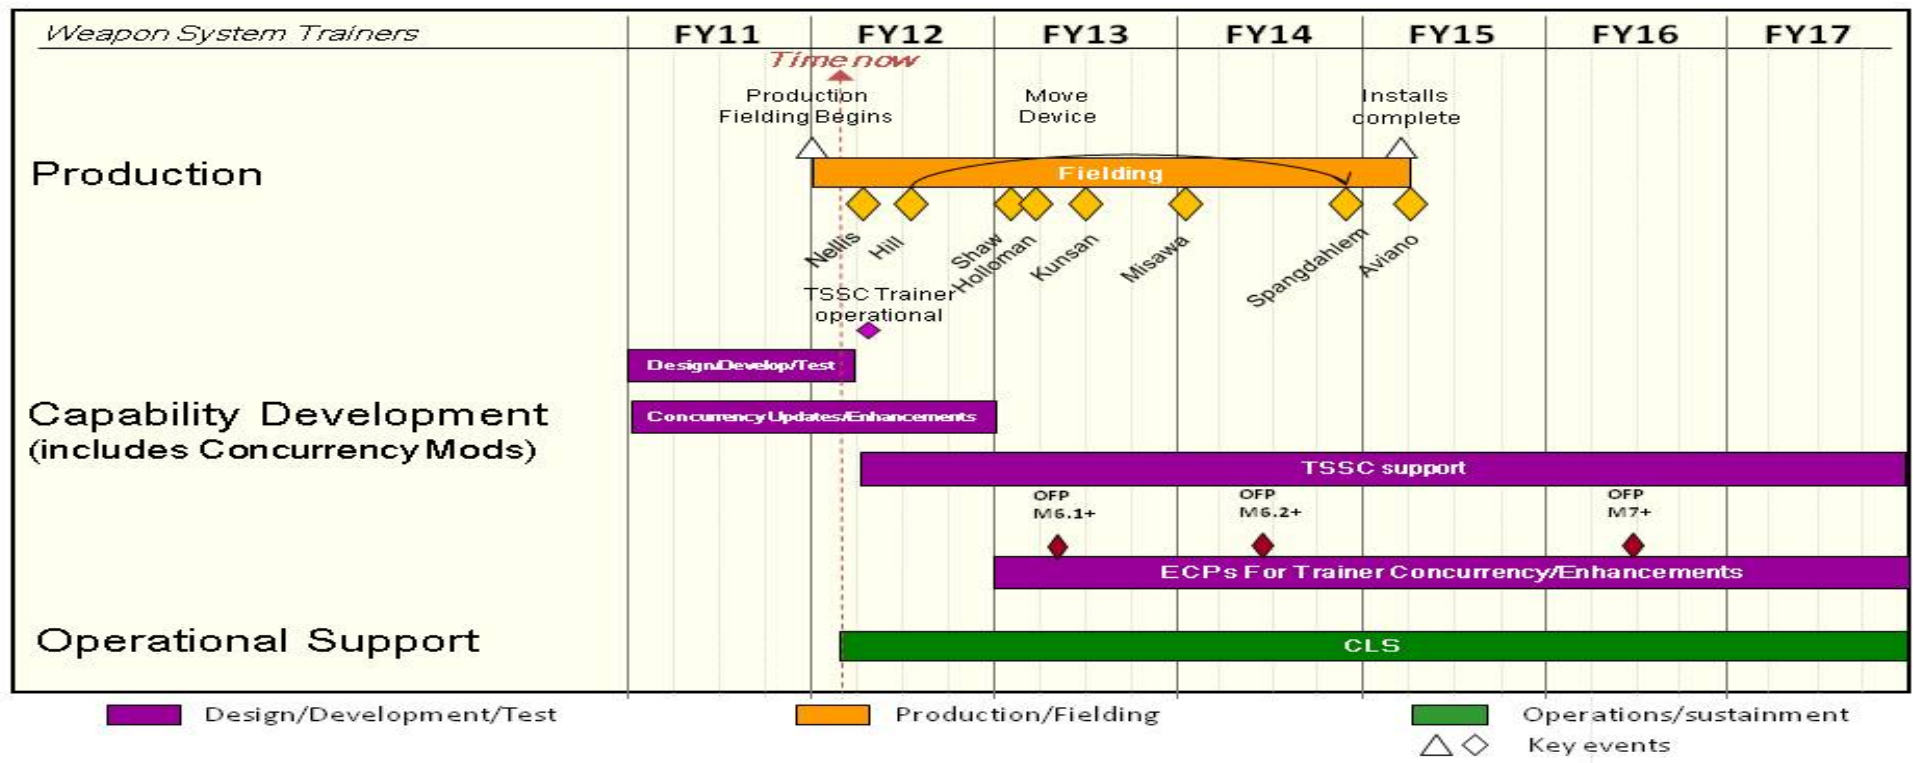 Weapon System Trainers
FY11 FY12 FY13 FY14 FY15 FY16 FY17
Time now
Production
Fielding Begins
Move
Device
Installs
complete
Production
Fielding
Nellis
Hill
Shaw
Holloman
Kunsan
Misawa
Spangdahlem
Aviano
TSSC Trainer
operational
Design/Develop/Test
Capability Development
(includes Concurrency Mods)
Concurrency Updates/Enhancements
TSSC support
OFP
M6.1+
OFP
M6.2+
OFP
M7+
ECPs For Trainer Concurrency/Enhancements
Operational Support
CLS
Design/Development/Test
Production/Fielding
Operations/sustainment
Key events